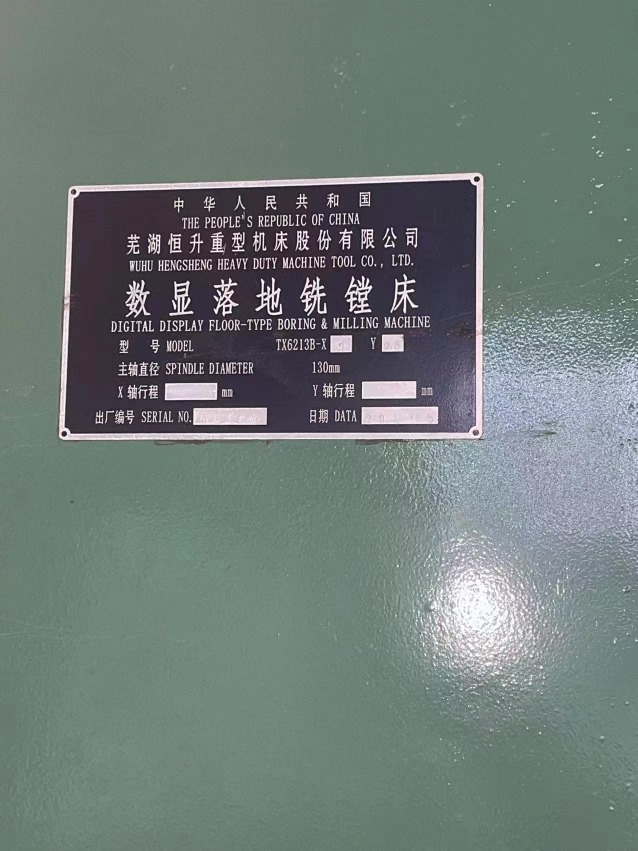 中华人民共和国
THE PEOPLE'S REPUBLIC OF CHINA
芜湖恒升重型机床股份有限公司
WUHU HENGSHENG HEAVY DUTY MACHINE TOOL CO., LTD.
数显落地铣镗床
DIGITAL DISPLAY FLOOR-TYPE BORING & MILLING MACHINE
型 号 MODEL TX6213B-X Y
主轴直径 SPINDLE DIAMETER 130mm
X 轴行程 mm Y 轴行程 mm
出厂编号 SERIAL NO. 日期 DATA